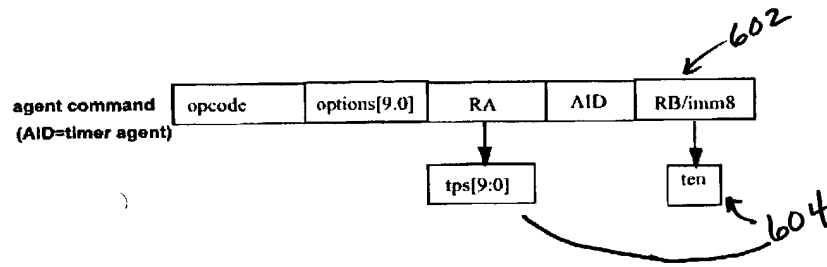 602
agent command
(AID=timer agent)
opcode
options[9.0]
RA
AID
RB/imm8
tps[9:0]
ten
604